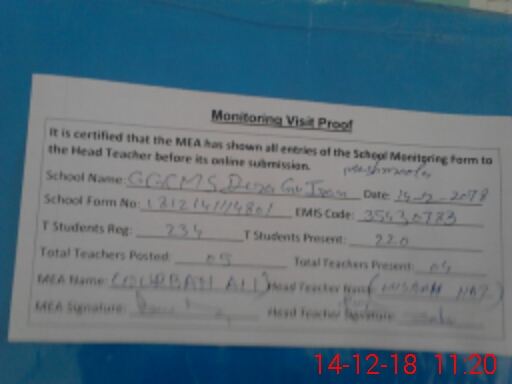 Monitoring Visit Proof
It is certified that the MEA has shown all entries of the School Monitoring Form to
the Head Teacher before its online submission.
School Name: GGCMS Date: 14-12-2018
School Form No: EMIS Code: 35430783
T Students Reg: 234 T Students Present: 220
Total Teachers Posted: 05 Total Teachers Present: 04
MEA Name: (QURBAN ALI) Head Teacher Name
MEA Signature: Head Teacher Signature:
14-12-18 11:20